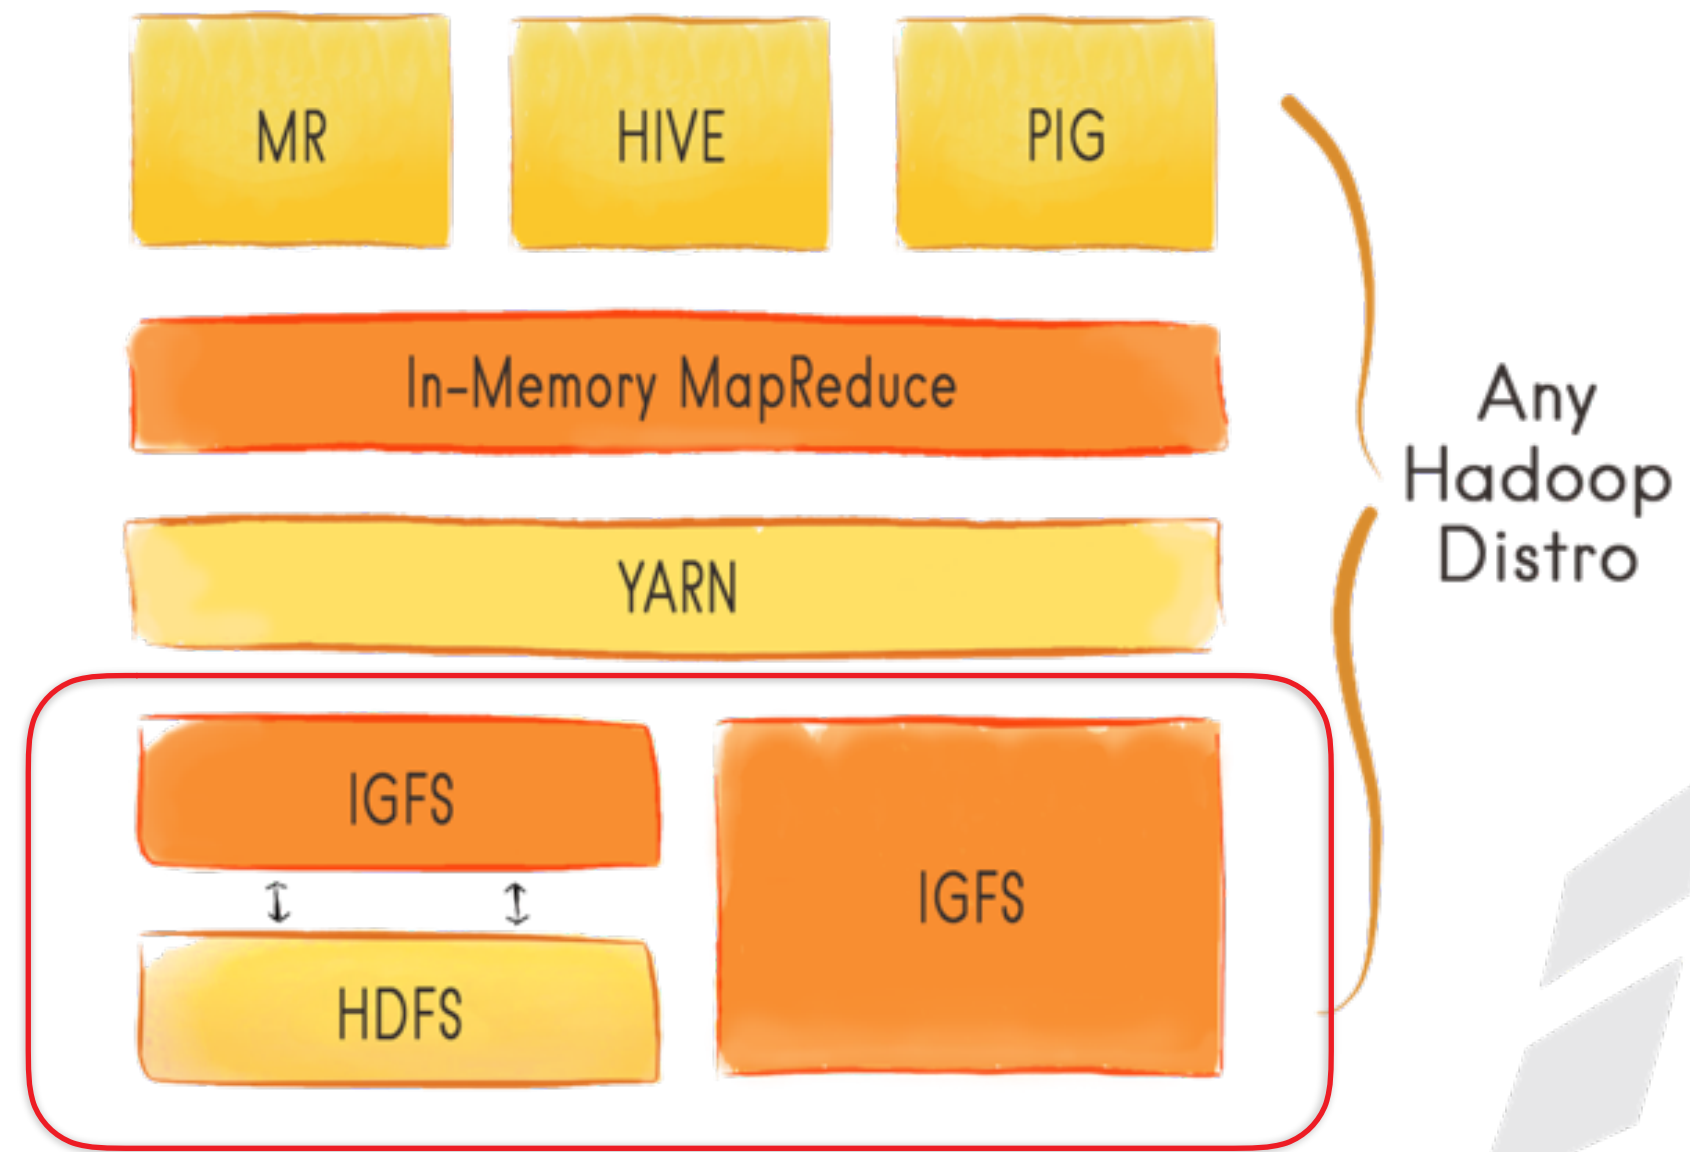 MR
HIVE
PIG
In-Memory MapReduce
YARN
IGFS
HDFS
IGFS
Any
Hadoop
Distro